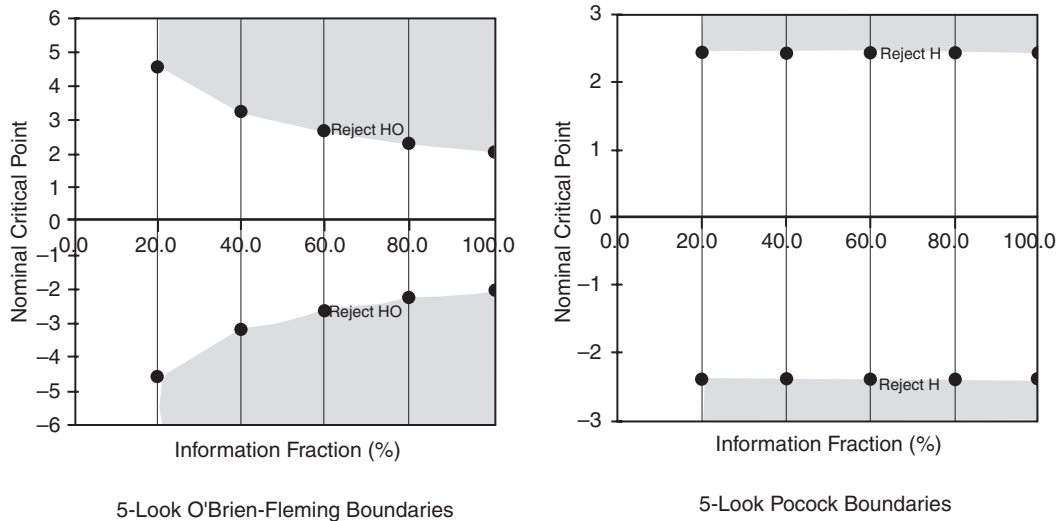 6
5
4
3
2
1
0
–1
–2
–3
–4
–5
–6
Nominal Critical Point
0.0 20.0 40.0 60.0 80.0 100.0
Reject HO
Reject HO
Information Fraction (%)
5-Look O'Brien-Fleming Boundaries
3
2
1
0
–1
–2
–3
Nominal Critical Point
0.0 20.0 40.0 60.0 80.0 100.0
Reject H
Reject H
Information Fraction (%)
5-Look Pocock Boundaries